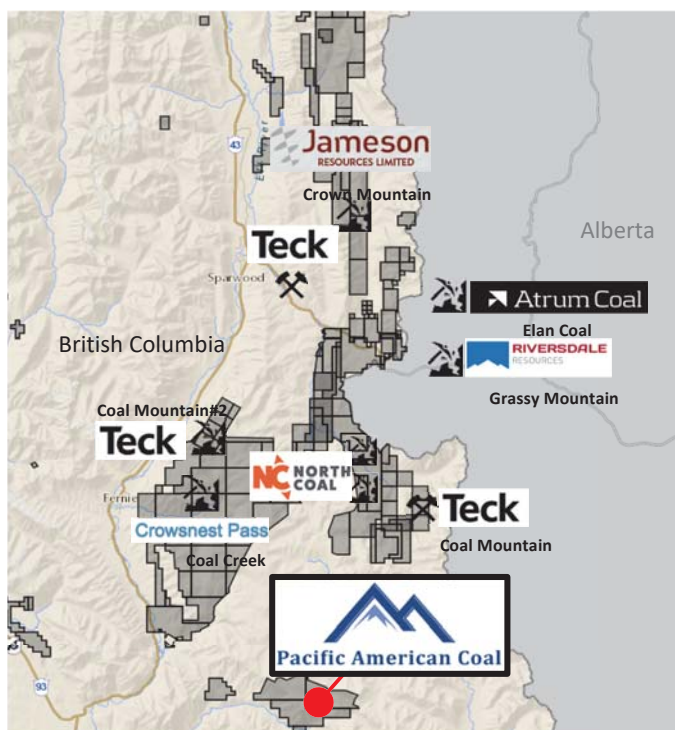 43
Elk River
Jameson
RESOURCES LIMITED
Crown Mountain
Teck
Sparwood
Alberta
Atrum Coal
Elan Coal
British Columbia
RIVERSDALE
RESOURCES
Grassy Mountain
Coal Mountain#2
Teck
NC NORTH
COAL
Fernie
Teck
Crowsnest Pass
Coal Mountain
Coal Creek
Pacific American Coal
93